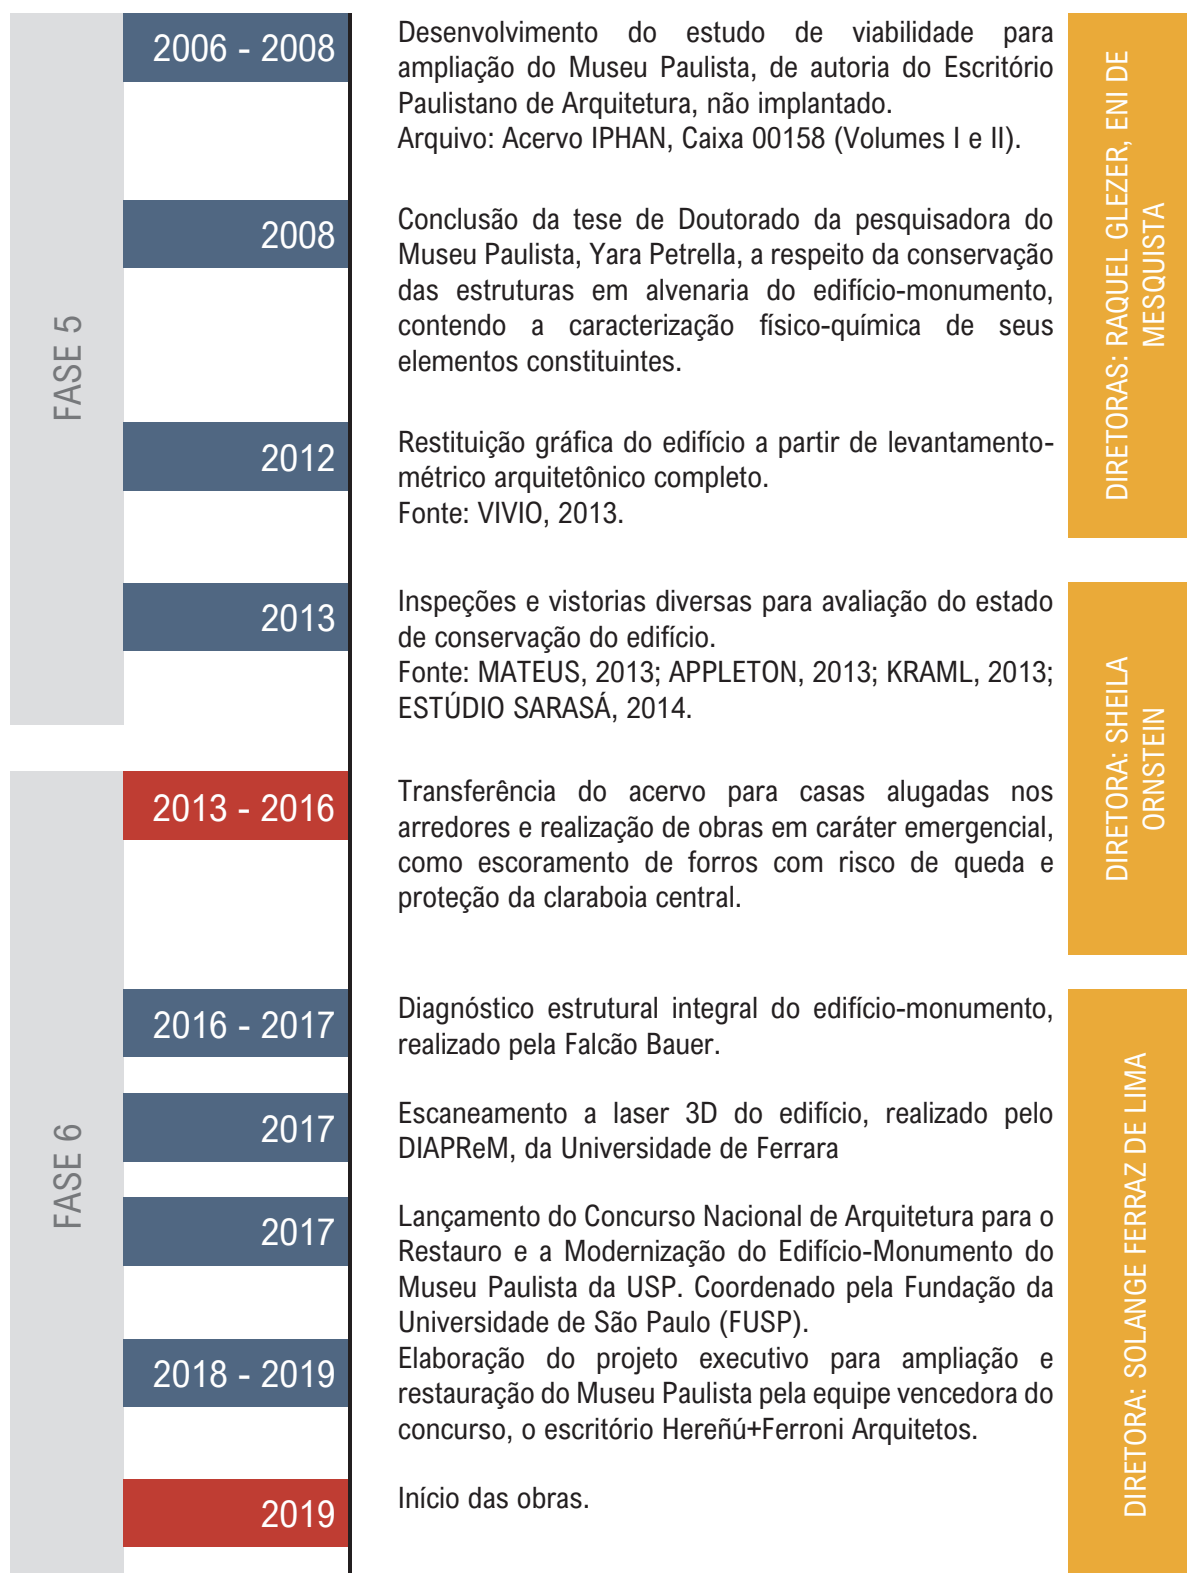 FASE 5
2006 - 2008
Desenvolvimento do estudo de viabilidade para
ampliação do Museu Paulista, de autoria do Escritório
Paulistano de Arquitetura, não implantado.
Arquivo: Acervo IPHAN, Caixa 00158 (Volumes I e II).
2008
Conclusão da tese de Doutorado da pesquisadora do
Museu Paulista, Yara Petrella, a respeito da conservação
das estruturas em alvenaria do edifício-monumento,
contendo a caracterização físico-química de seus
elementos constituintes.
2012
Restituição gráfica do edifício a partir de levantamento-
métrico arquitetônico completo.
Fonte: VIVIO, 2013.
DIRETORAS: RAQUEL GLEZER, ENI DE
MESQUISTA
2013
Inspeções e vistorias diversas para avaliação do estado
de conservação do edifício.
Fonte: MATEUS, 2013; APPLETON, 2013; KRAML, 2013;
ESTÚDIO SARASÁ, 2014.
FASE 6
2013 - 2016
Transferência do acervo para casas alugadas nos
arredores e realização de obras em caráter emergencial,
como escoramento de forros com risco de queda e
proteção da claraboia central.
DIRETORA: SHEILA
ORNSTEIN
2016 - 2017
Diagnóstico estrutural integral do edifício-monumento,
realizado pela Falcão Bauer.
2017
Escaneamento a laser 3D do edifício, realizado pelo
DIAPReM, da Universidade de Ferrara
2017
Lançamento do Concurso Nacional de Arquitetura para o
Restauro e a Modernização do Edifício-Monumento do
Museu Paulista da USP. Coordenado pela Fundação da
Universidade de São Paulo (FUSP).
2018 - 2019
Elaboração do projeto executivo para ampliação e
restauração do Museu Paulista pela equipe vencedora do
concurso, o escritório Hereñú+Ferroni Arquitetos.
2019
Início das obras.
DIRETORA: SOLANGE FERRAZ DE LIMA